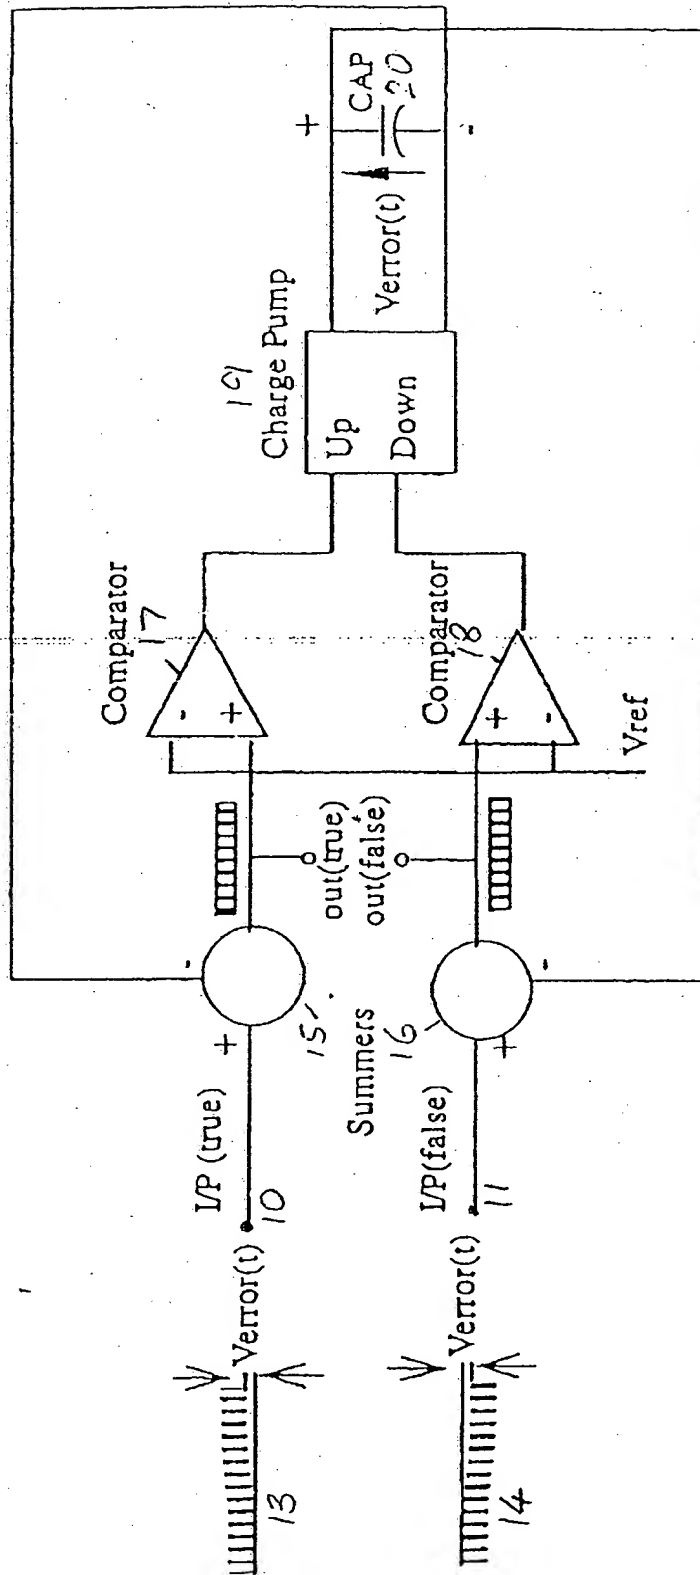 13
Verror(t)
10
I/P (true)
+
-
15
14
Verror(t)
11
I/P(false)
+
-
Summers
16
out(true)
out(false)
Vref
Comparator
17
-
+
Comparator
18
+
-
19
Charge Pump
Up
Down
+
Verror(t)
CAP
20
-